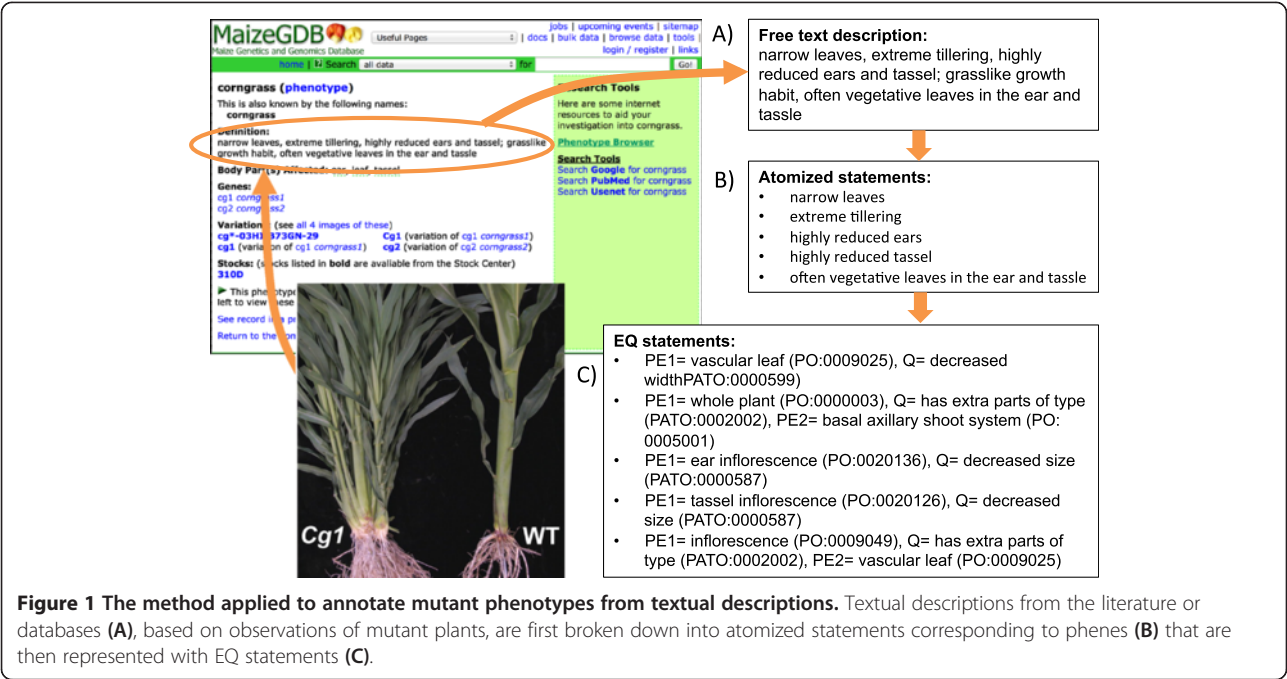 MaizeGDB
Maize Genetics and Genomics Database
Useful Pages
jobs | upcoming events | sitemap
| docs | bulk data | browse data | tools |
login / register | links
home | Search all data for Go!
corngrass (phenotype)
This is also known by the following names:
corngrass
Definition:
narrow leaves, extreme tillering, highly reduced ears and tassel; grasslike
growth habit, often vegetative leaves in the ear and tassle
Body Part(s) Affected: ear, leaf, tassel
Genes:
cg1 corngrass1
cg2 corngrass2
Variations: (see all 4 images of these)
Cg1 (variation of cg1 corngrass1)
cg1 (variation of cg1 corngrass1) cg2 (variation of cg2 corngrass2)
Stocks: (stocks listed in bold are available from the Stock Center)
310D
This phenotype
left to view these
See record in
Return to the
Research Tools
Here are some internet
resources to aid your
investigation into corngrass.
Phenotype Browser
Search Tools
Search Google for corngrass
Search PubMed for corngrass
Search Usenet for corngrass
Cg1
WT
A)
Free text description:
narrow leaves, extreme tillering, highly
reduced ears and tassel; grasslike growth
habit, often vegetative leaves in the ear and
tassle
B)
Atomized statements:
• narrow leaves
• extreme tillering
• highly reduced ears
• highly reduced tassel
• often vegetative leaves in the ear and tassle
C)
EQ statements:
• PE1= vascular leaf (PO:0009025), Q= decreased
widthPATO:0000599)
• PE1= whole plant (PO:0000003), Q= has extra parts of type
(PATO:0002002), PE2= basal axillary shoot system (PO:
0005001)
• PE1= ear inflorescence (PO:0020136), Q= decreased size
(PATO:0000587)
• PE1= tassel inflorescence (PO:0020126), Q= decreased
size (PATO:0000587)
• PE1= inflorescence (PO:0009049), Q= has extra parts of
type (PATO:0002002), PE2= vascular leaf (PO:0009025)
Figure 1 The method applied to annotate mutant phenotypes from textual descriptions. Textual descriptions from the literature or
databases (A), based on observations of mutant plants, are first broken down into atomized statements corresponding to phenes (B) that are
then represented with EQ statements (C).